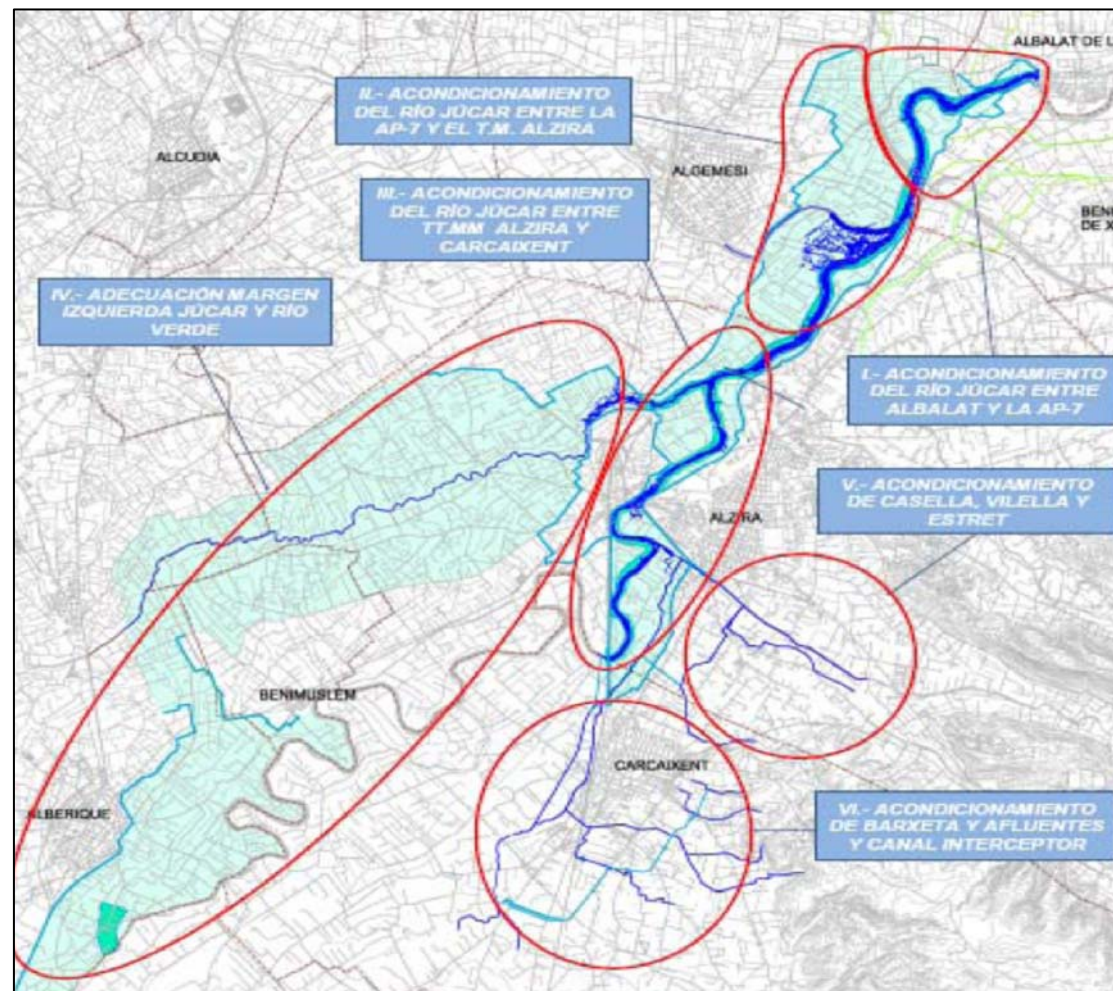 ALBALAT DE L
II.- ACONDICIONAMIENTO
DEL RÍO JÚCAR ENTRE LA
AP-7 Y EL T.M. ALZIRA
ALCUDIA
ALGEMESI
III.- ACONDICIONAMIENTO
DEL RÍO JÚCAR ENTRE
TT.MM ALZIRA Y
CARCAIXENT
BENI
DE X
IV.- ADECUACIÓN MARGEN
IZQUIERDA JÚCAR Y RÍO
VERDE
I.- ACONDICIONAMIENTO
DEL RÍO JÚCAR ENTRE
ALBALAT Y LA AP-7
V.- ACONDICIONAMIENTO
DE CASELLA, VILELLA Y
ESTRET
ALZIRA
BENIMUSLEM
CARCAIXENT
ALBERIQUE
VI.- ACONDICIONAMIENTO
DE BARXETA Y AFLUENTES
Y CANAL INTERCEPTOR